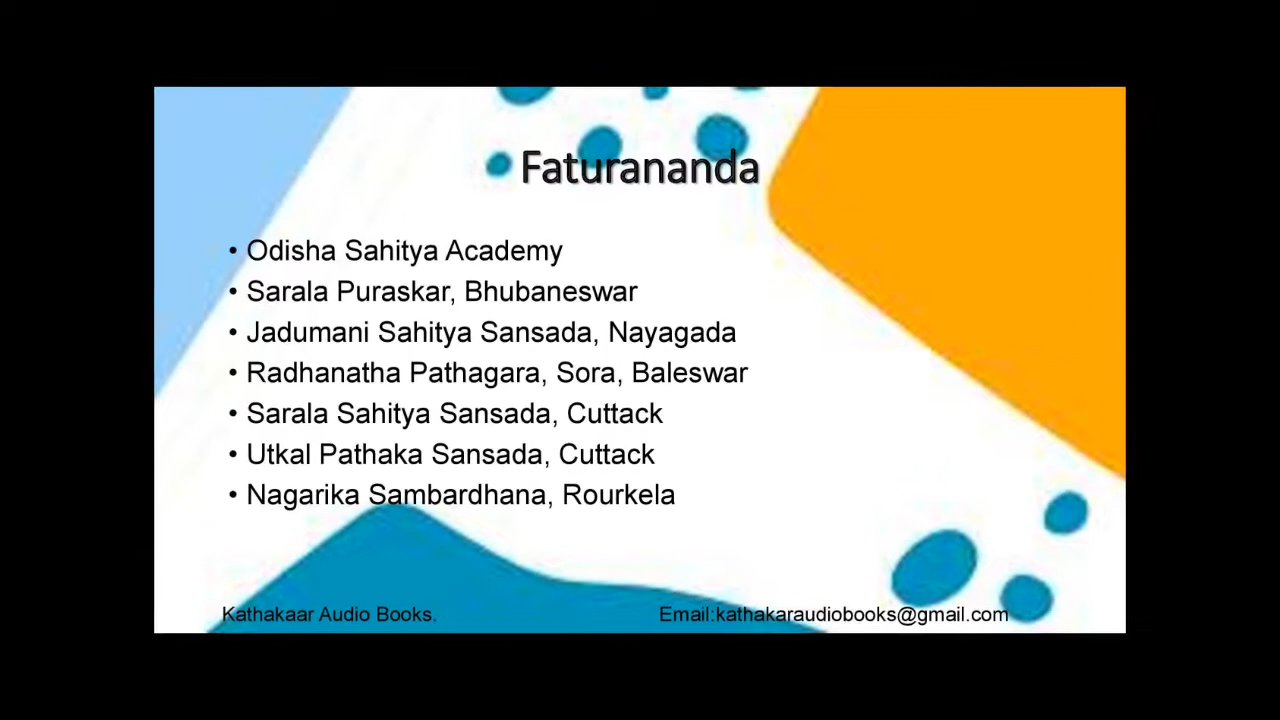 Faturananda
• Odisha Sahitya Academy
• Sarala Puraskar, Bhubaneswar
• Jadumani Sahitya Sansada, Nayagada
• Radhanatha Pathagara, Sora, Baleswar
• Sarala Sahitya Sansada, Cuttack
• Utkal Pathaka Sansada, Cuttack
• Nagarika Sambardhana, Rourkela
Kathakaar Audio Books. Email:kathakaraudiobooks@gmail.com